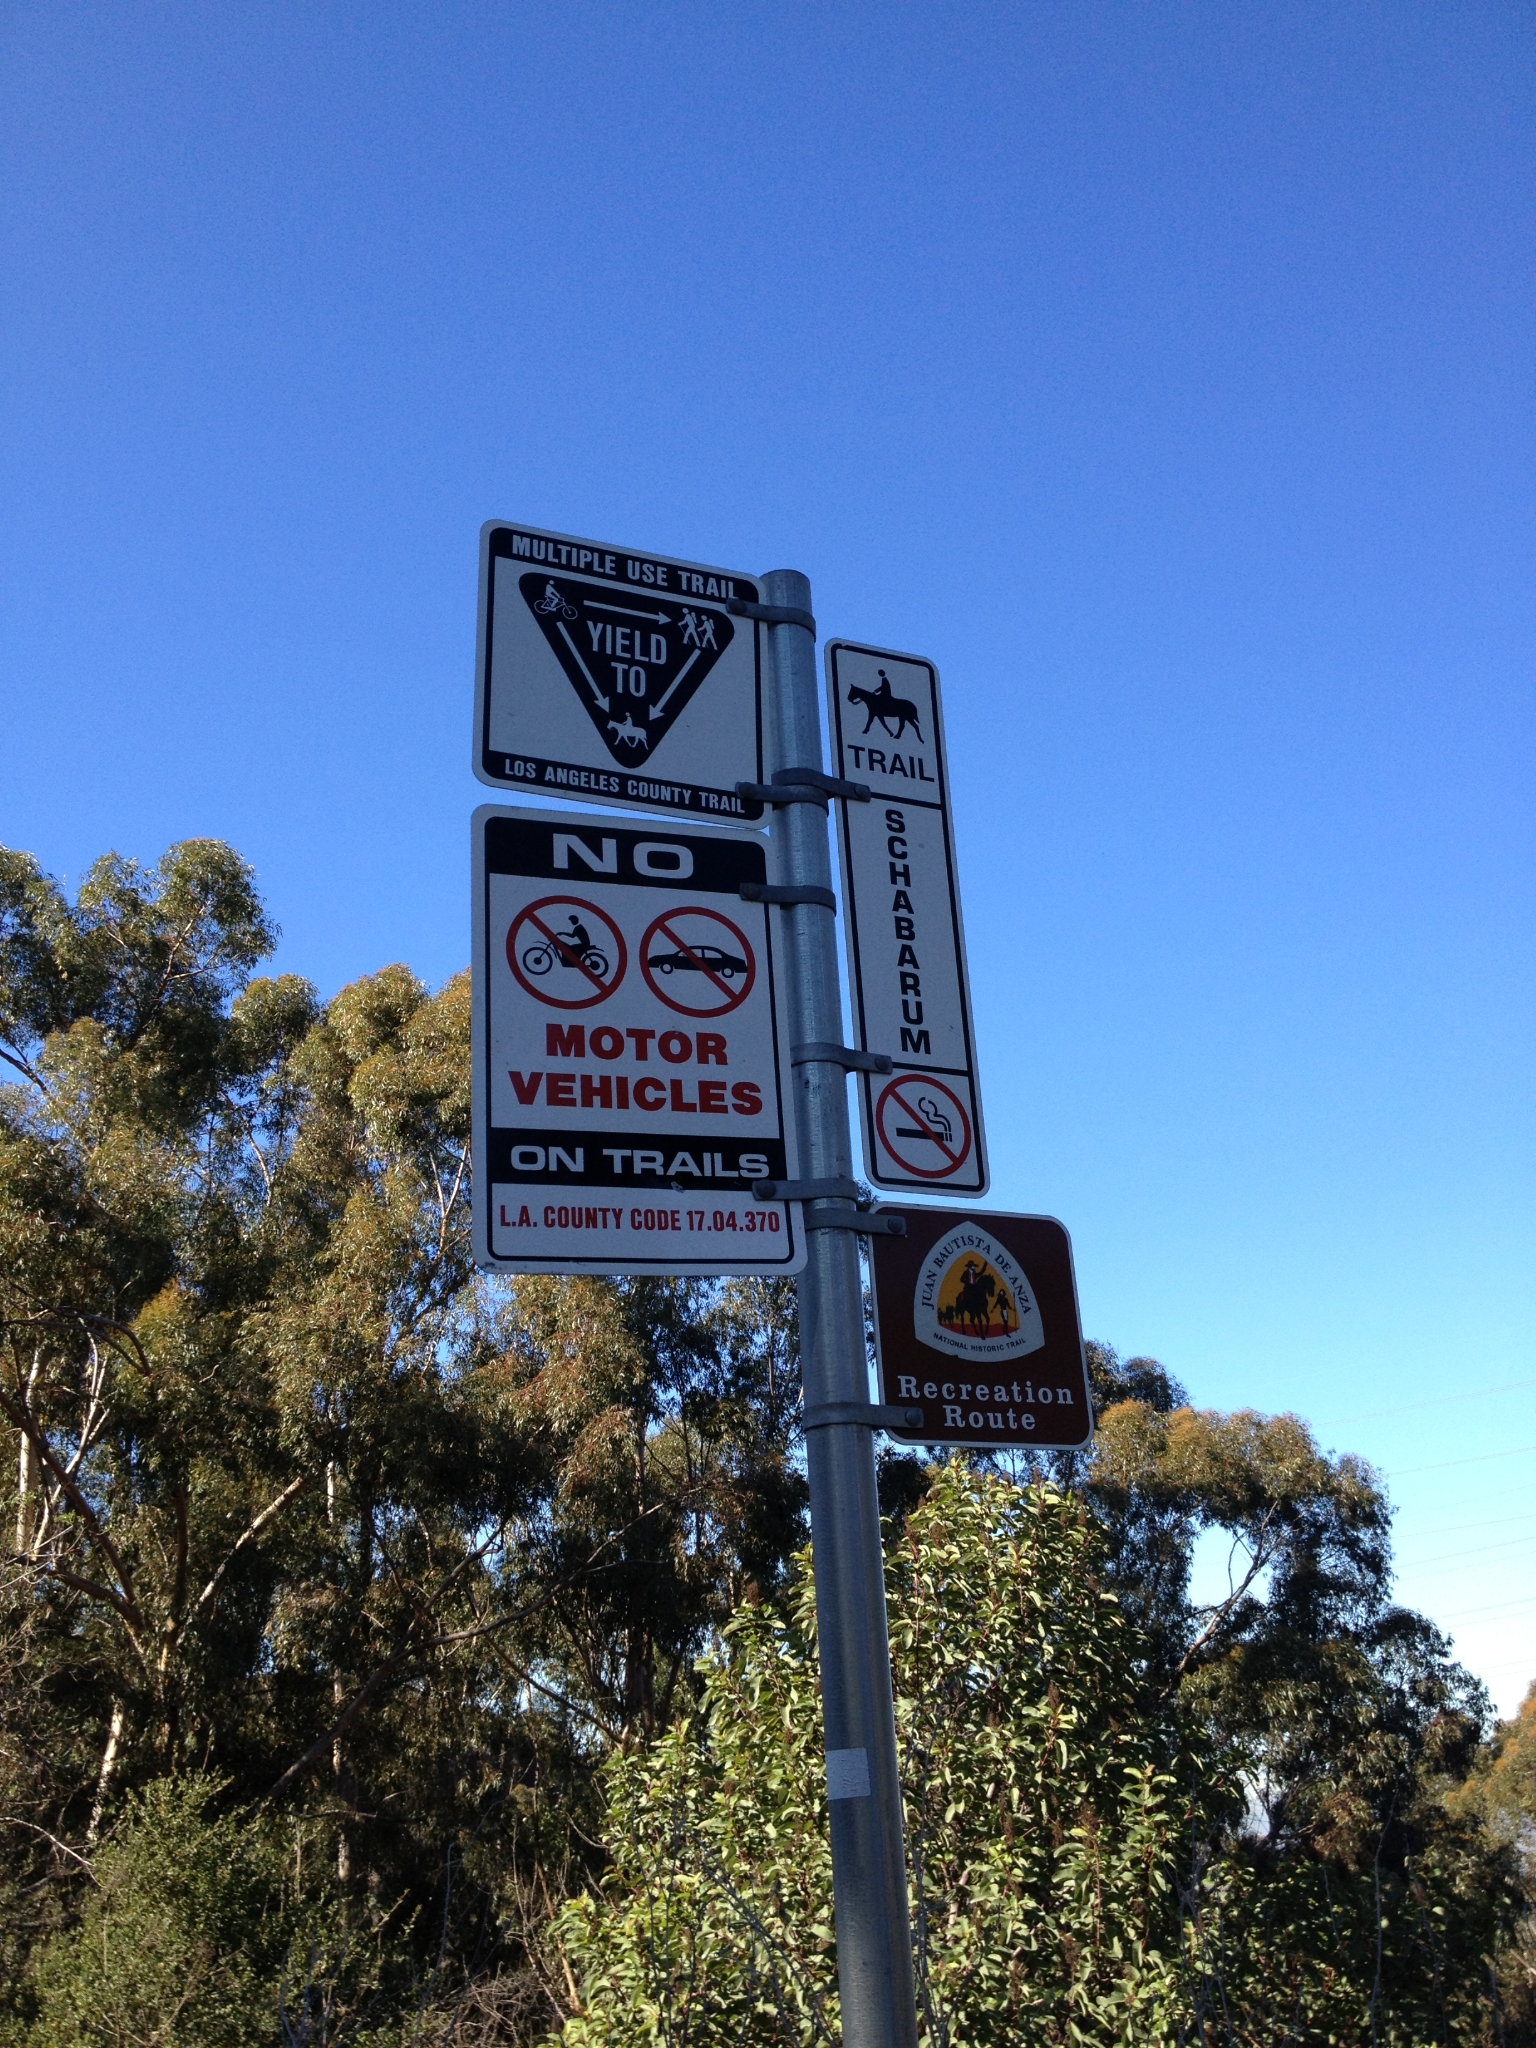 MULTIPLE USE TRAIL
YIELD
TO
LOS ANGELES COUNTY TRAIL
NO
MOTOR
VEHICLES
ON TRAILS
L.A. COUNTY CODE 17.04.370
TRAIL
SCHABARUM
JUAN BAUTISTA DE ANZA
NATIONAL HISTORIC TRAIL
Recreation
Route